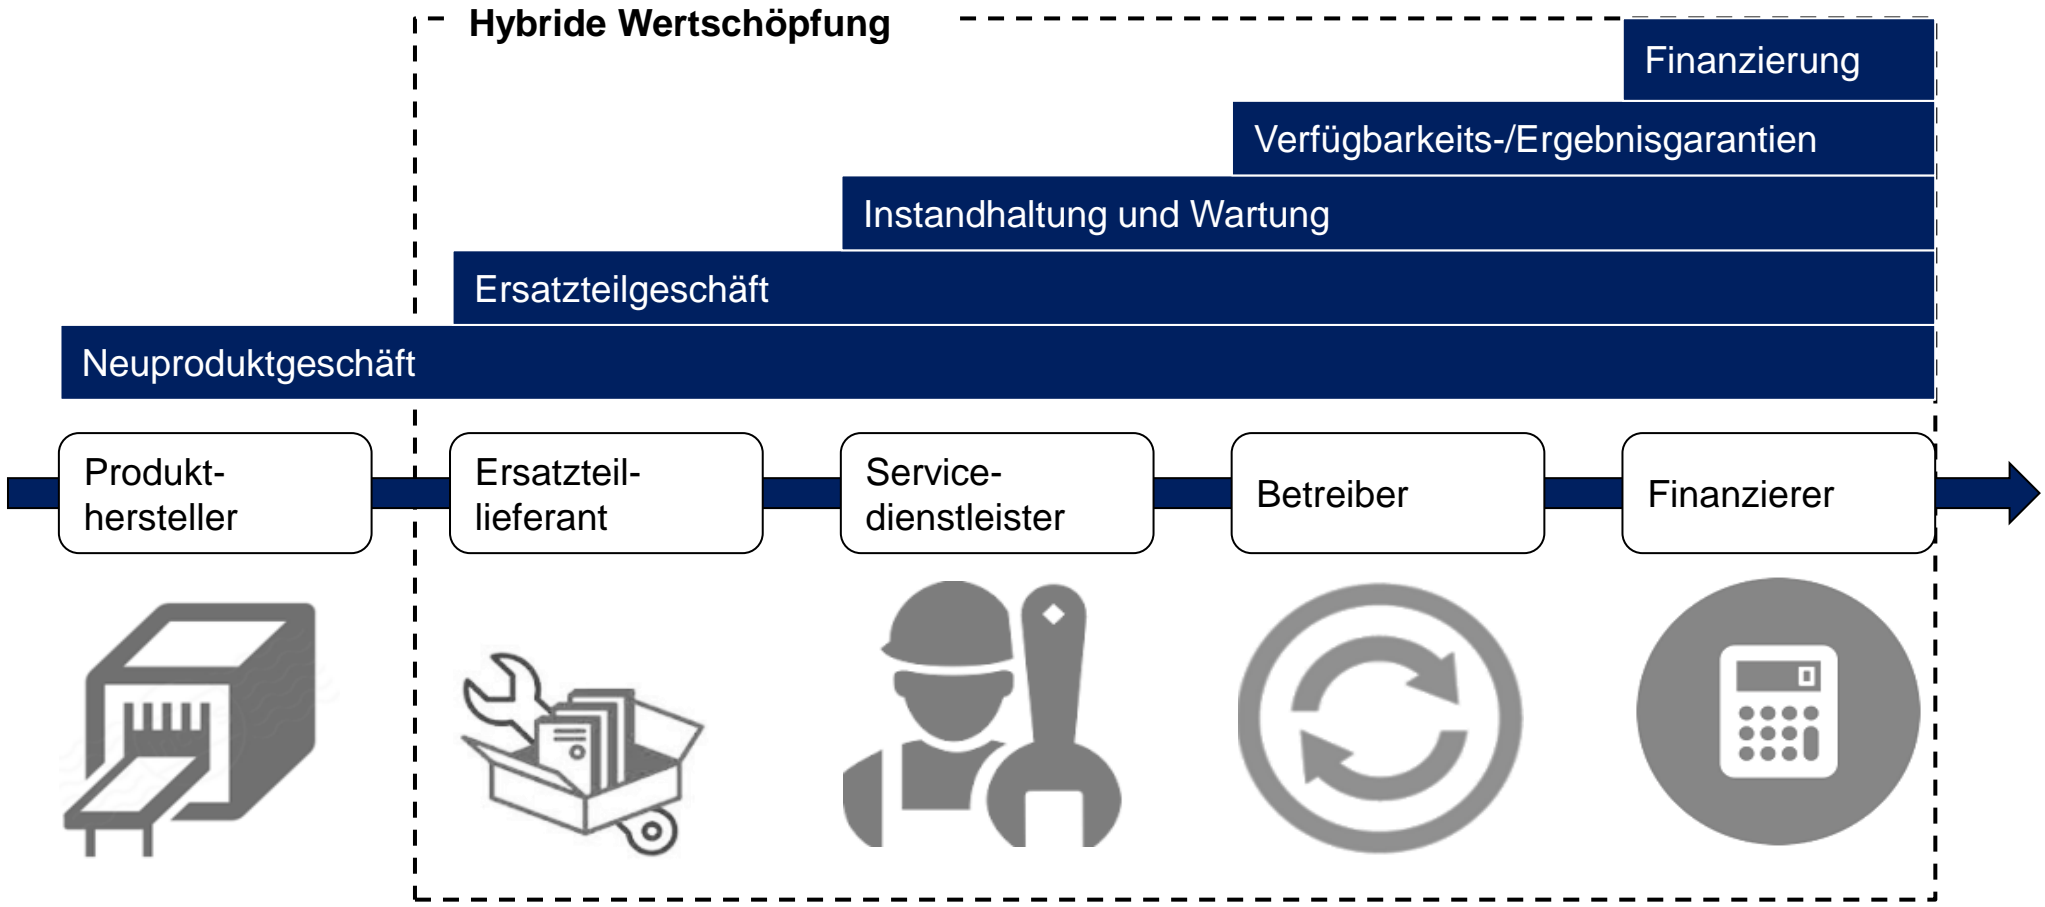 Hybride Wertschöpfung
Finanzierung
Verfügbarkeits-/Ergebnisgarantien
Instandhaltung und Wartung
Ersatzteilgeschäft
Neuproduktgeschäft
Produkt-
hersteller
Ersatzteil-
lieferant
Service-
dienstleister
Betreiber
Finanzierer